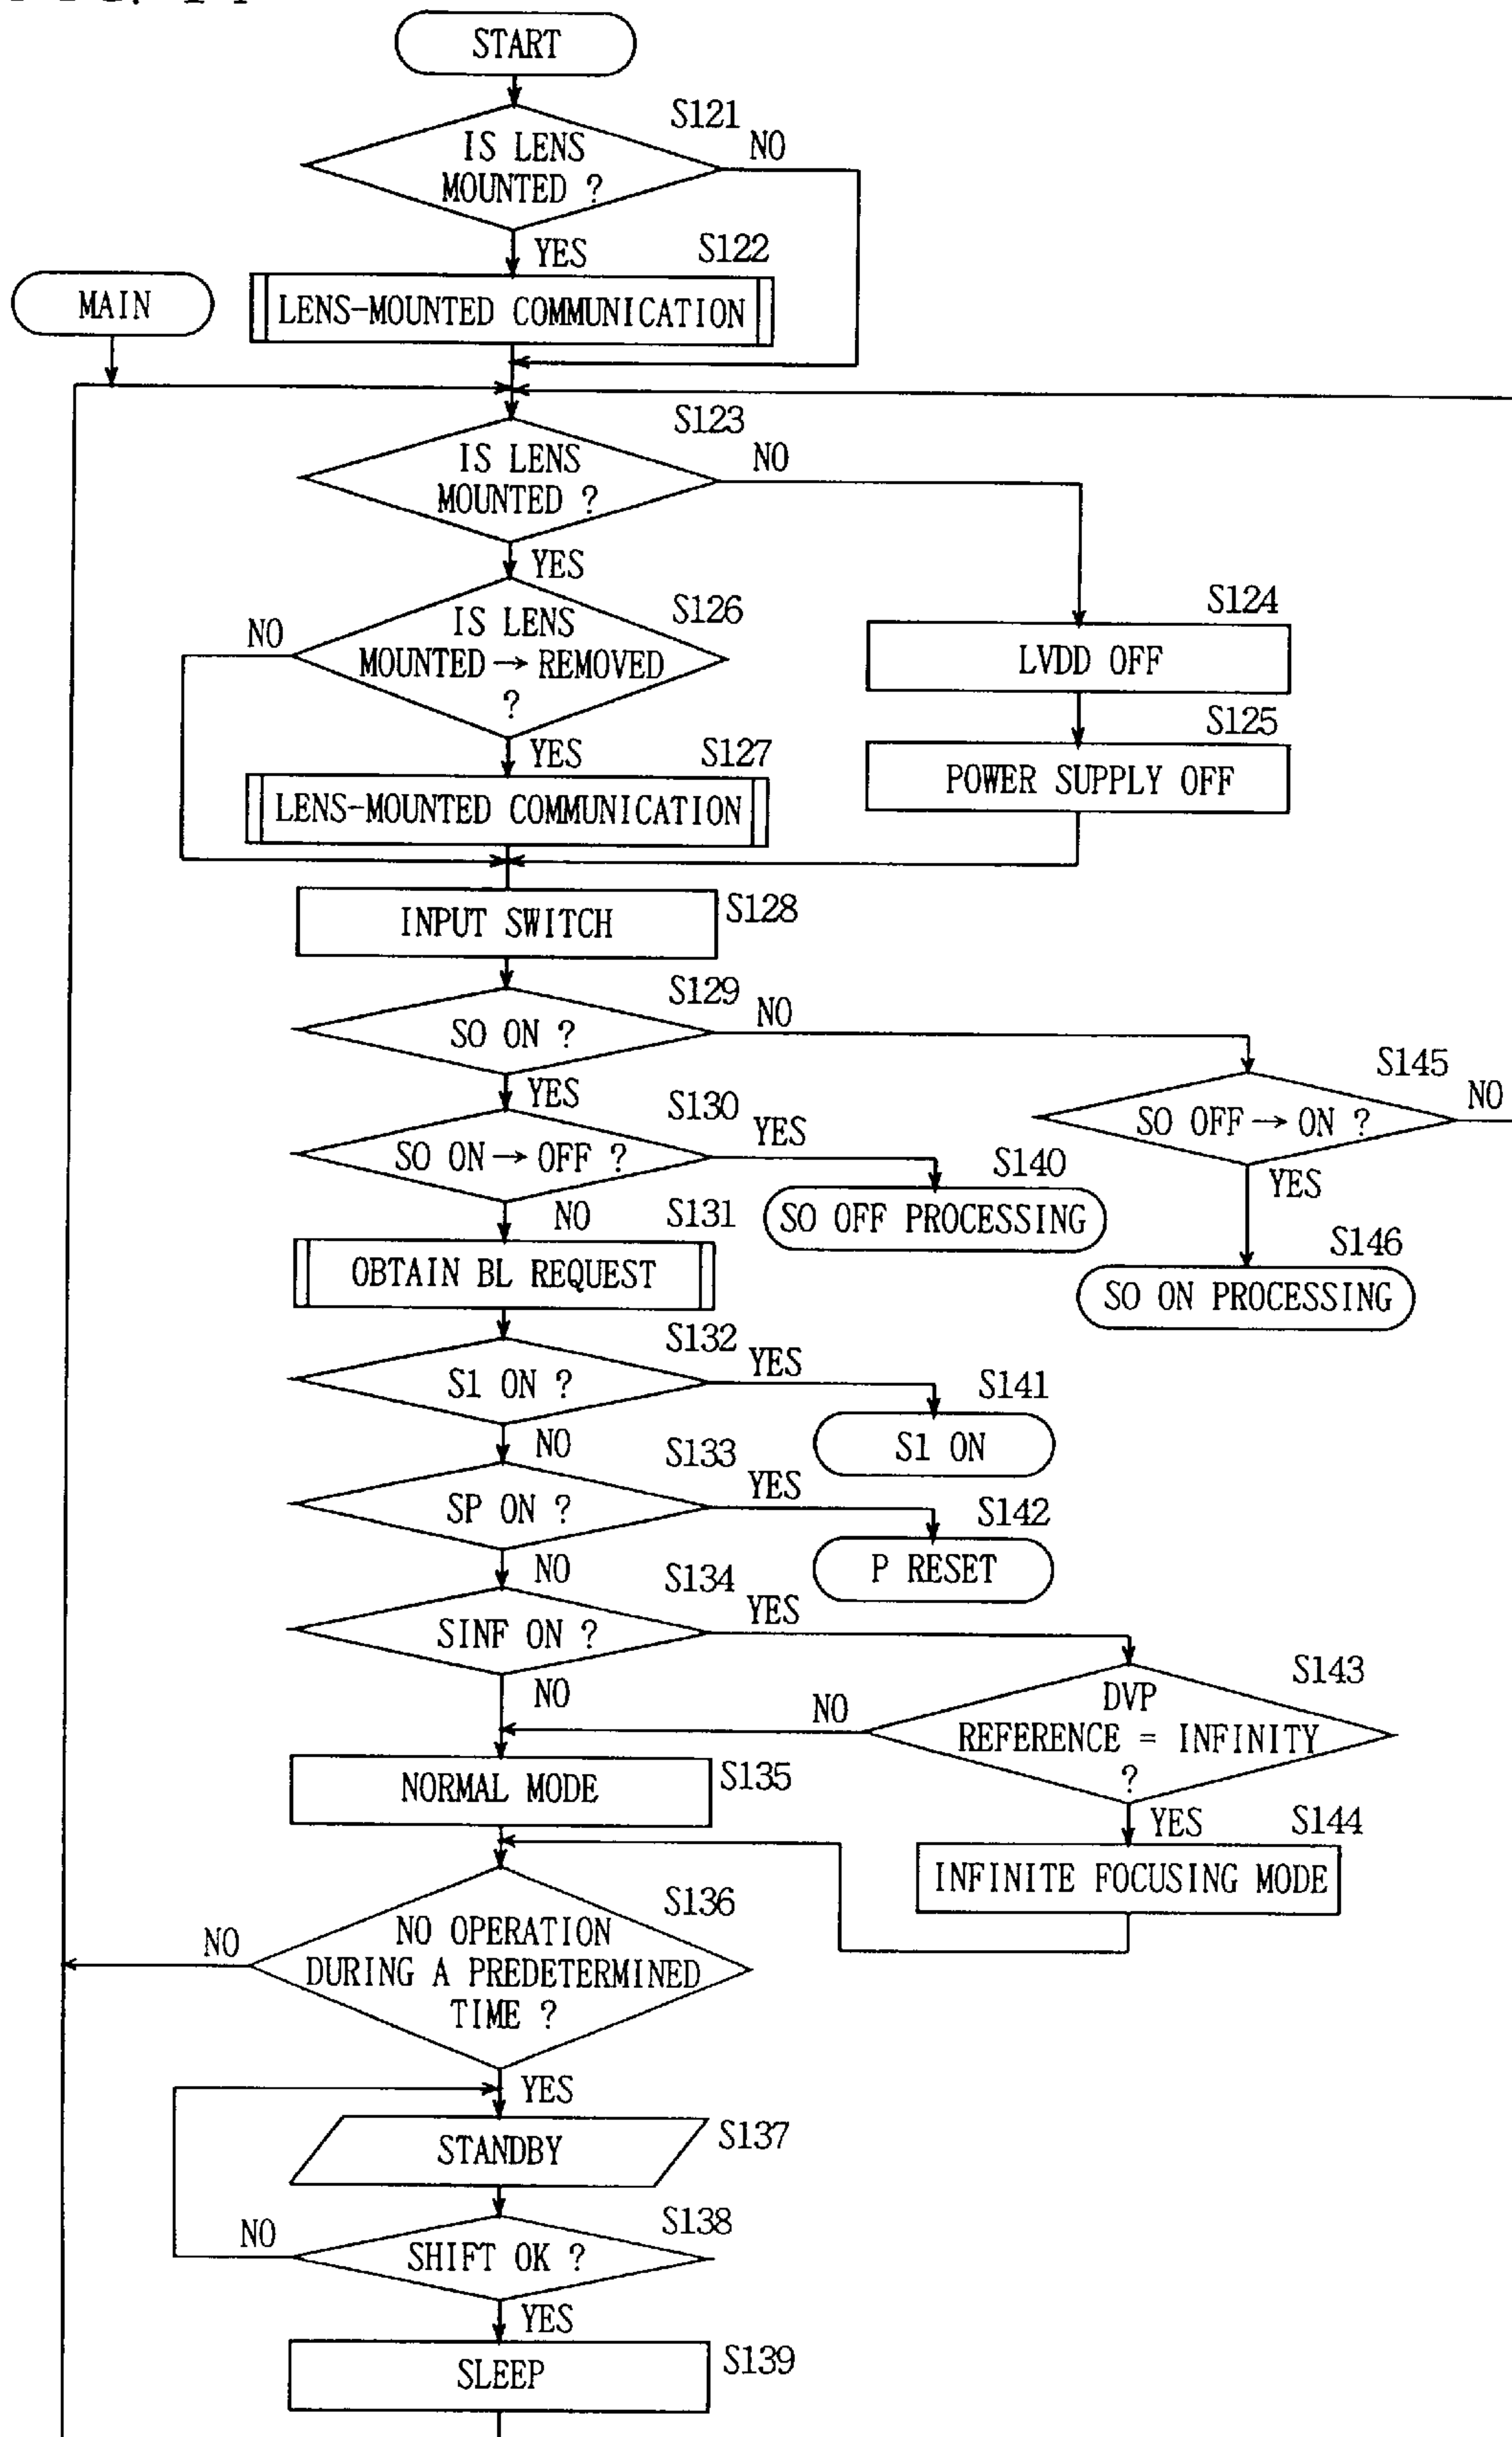 START
S121
IS LENS
MOUNTED ?
NO
YES
S122
LENS-MOUNTED COMMUNICATION
MAIN
S123
IS LENS
MOUNTED ?
NO
YES
S126
IS LENS
MOUNTED → REMOVED
?
NO
S124
LVDD OFF
S125
POWER SUPPLY OFF
YES
S127
LENS-MOUNTED COMMUNICATION
INPUT SWITCH
S128
S129
SO ON ?
NO
YES
S145
SO OFF → ON ?
NO
YES
S130
SO ON → OFF ?
YES
S140
SO OFF PROCESSING
NO
S131
OBTAIN BL REQUEST
S146
SO ON PROCESSING
S132
S1 ON ?
YES
S141
S1 ON
NO
S133
SP ON ?
YES
S142
P RESET
NO
S134
SINF ON ?
YES
NO
S143
DVP
REFERENCE = INFINITY
?
NO
YES
NORMAL MODE
S135
S144
INFINITE FOCUSING MODE
S136
NO OPERATION
DURING A PREDETERMINED
TIME ?
NO
YES
STANDBY
S137
S138
SHIFT OK ?
NO
YES
SLEEP
S139